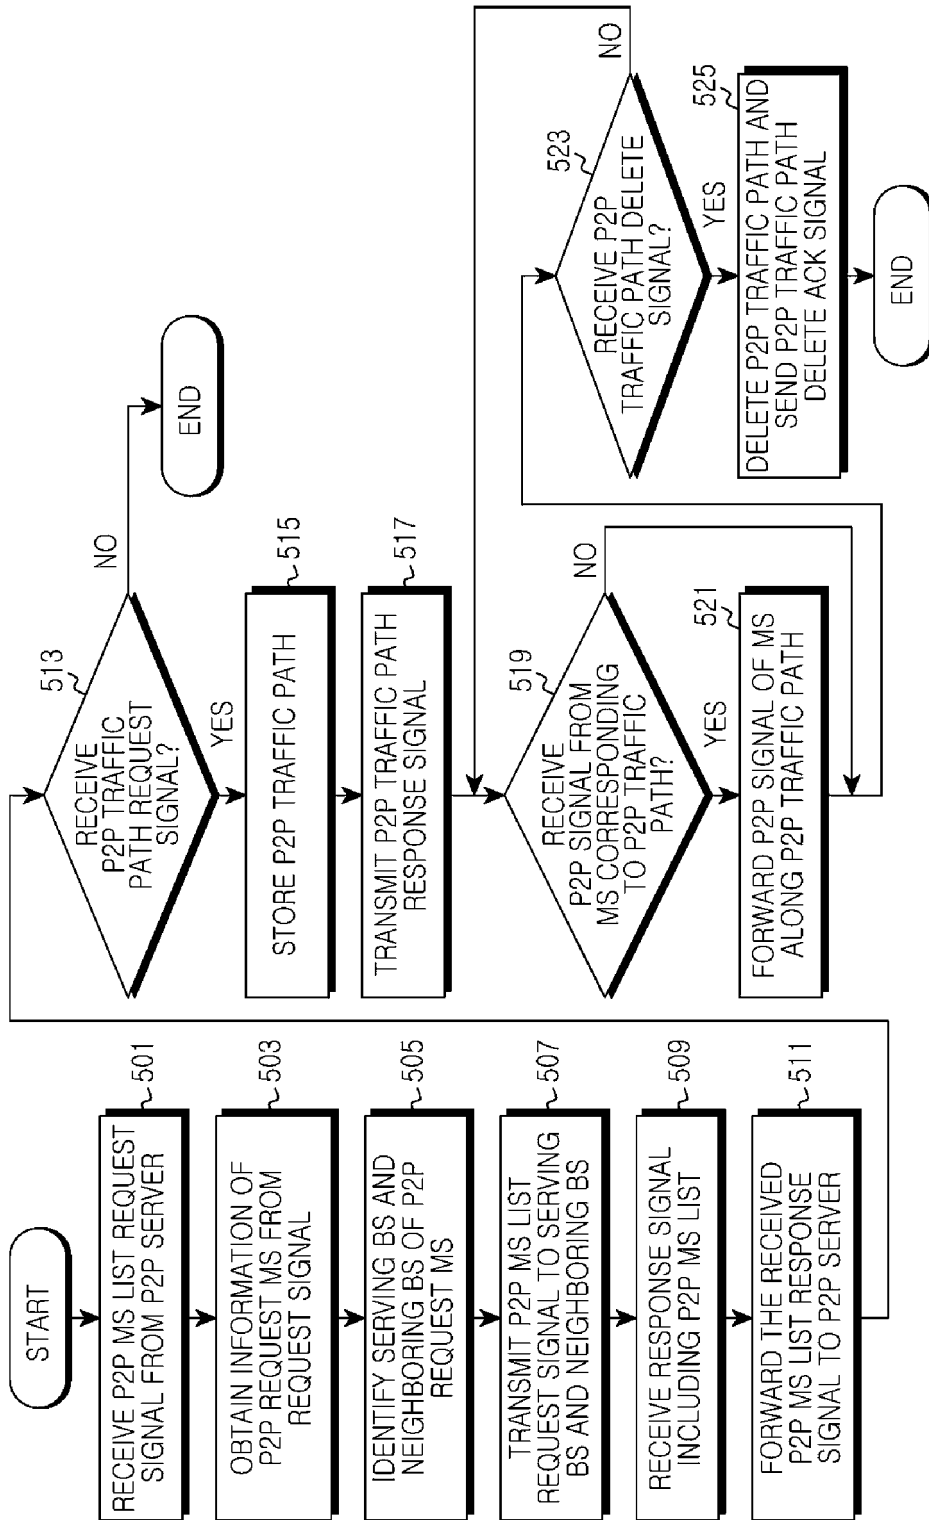 START
RECEIVE P2P MS LIST REQUEST
SIGNAL FROM P2P SERVER
501
OBTAIN INFORMATION OF
P2P REQUEST MS FROM
REQUEST SIGNAL
503
IDENTIFY SERVING BS AND
NEIGHBORING BS OF P2P
REQUEST MS
505
TRANSMIT P2P MS LIST
REQUEST SIGNAL TO SERVING
BS AND NEIGHBORING BS
507
RECEIVE RESPONSE SIGNAL
INCLUDING P2P MS LIST
509
FORWARD THE RECEIVED
P2P MS LIST RESPONSE
SIGNAL TO P2P SERVER
511
513
RECEIVE
P2P TRAFFIC
PATH REQUEST
SIGNAL?
NO
END
YES
STORE P2P TRAFFIC PATH
515
TRANSMIT P2P TRAFFIC PATH
RESPONSE SIGNAL
517
519
RECEIVE
P2P SIGNAL FROM
MS CORRESPONDING
TO P2P TRAFFIC
PATH?
NO
YES
521
FORWARD P2P SIGNAL OF MS
ALONG P2P TRAFFIC PATH
523
RECEIVE P2P
TRAFFIC PATH DELETE
SIGNAL?
NO
YES
525
DELETE P2P TRAFFIC PATH AND
SEND P2P TRAFFIC PATH
DELETE ACK SIGNAL
END